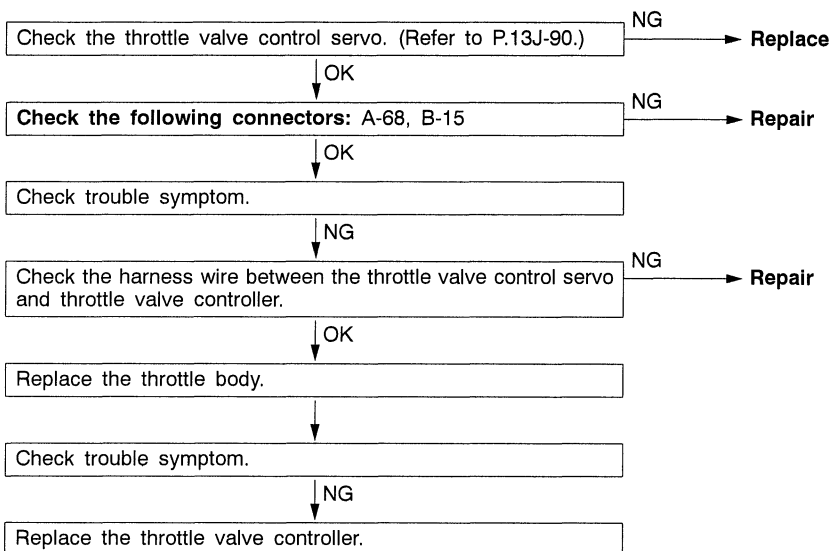 NG
Check the throttle valve control servo. (Refer to P.13J-90.)
Replace
OK
NG
Check the following connectors: A-68, B-15
Repair
OK
Check trouble symptom.
NG
NG
Check the harness wire between the throttle valve control servo
and throttle valve controller.
Repair
OK
Replace the throttle body.
Check trouble symptom.
NG
Replace the throttle valve controller.